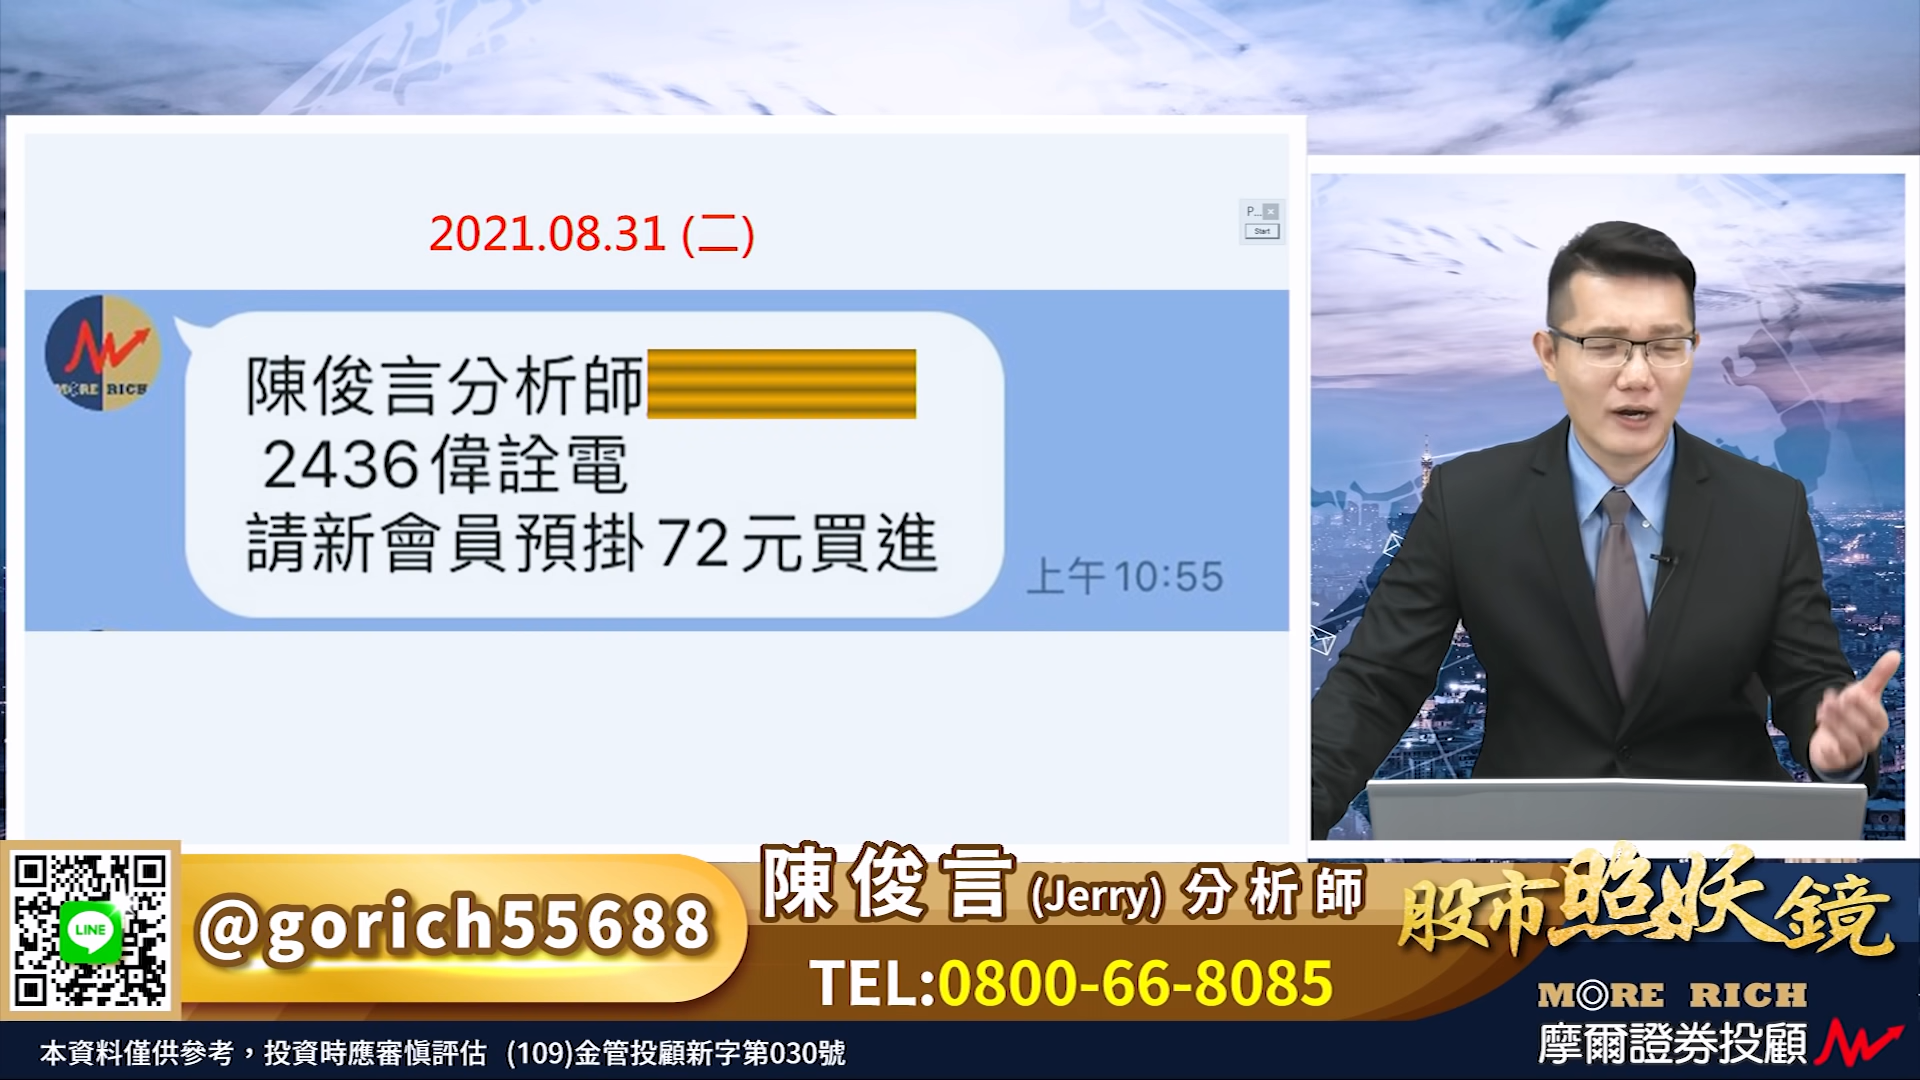 2021.08.31 (二)
P...
Start
MORE RICH
陳俊言分析師
2436偉詮電
請新會員預掛72元買進
上午10:55
LINE
@gorich55688
陳俊言(Jerry)分析師
TEL:0800-66-8085
股市照妖鏡
MORE RICH
摩爾證券投顧
本資料僅供參考，投資時應審慎評估 (109)金管投顧新字第030號